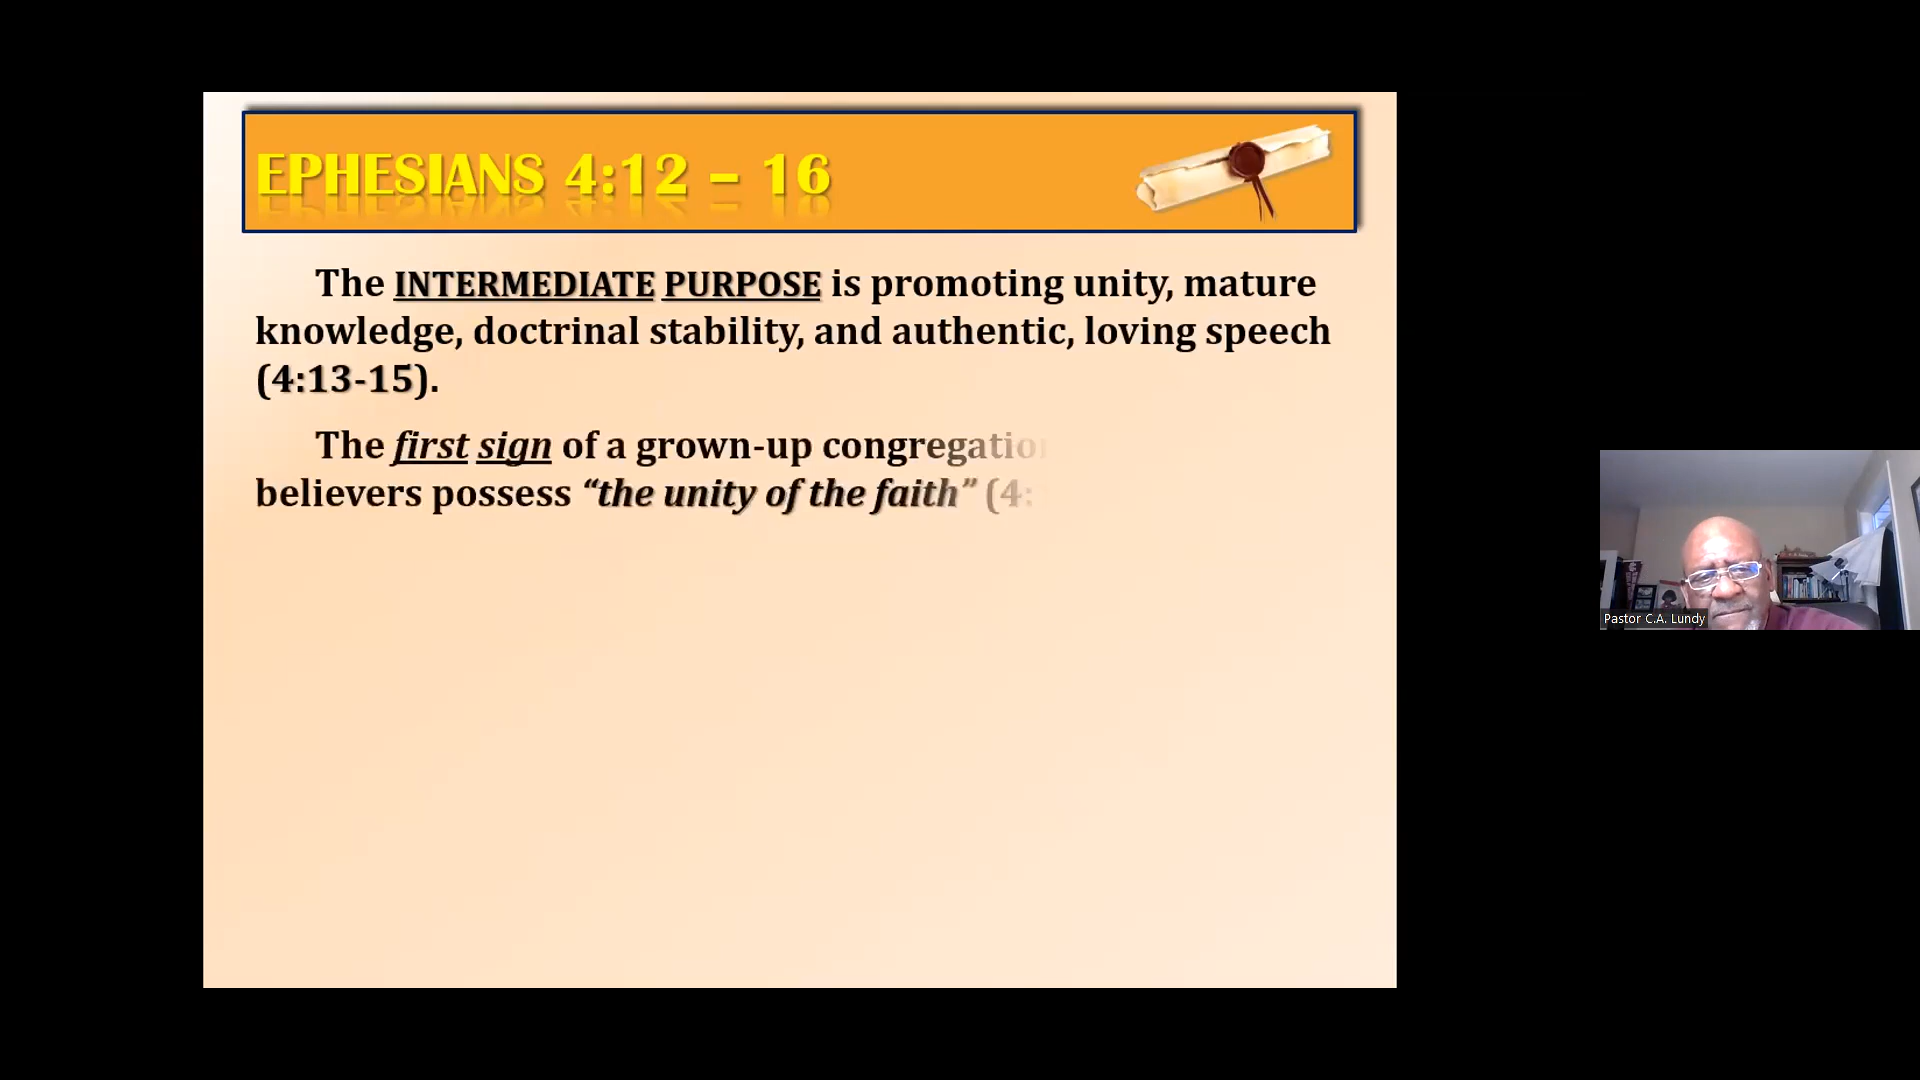 EPHESIANS 4:12 – 16
The INTERMEDIATE PURPOSE is promoting unity, mature
knowledge, doctrinal stability, and authentic, loving speech
(4:13-15).
The first sign of a grown-up congregation
believers possess “the unity of the faith” (4:
Pastor C.A. Lundy